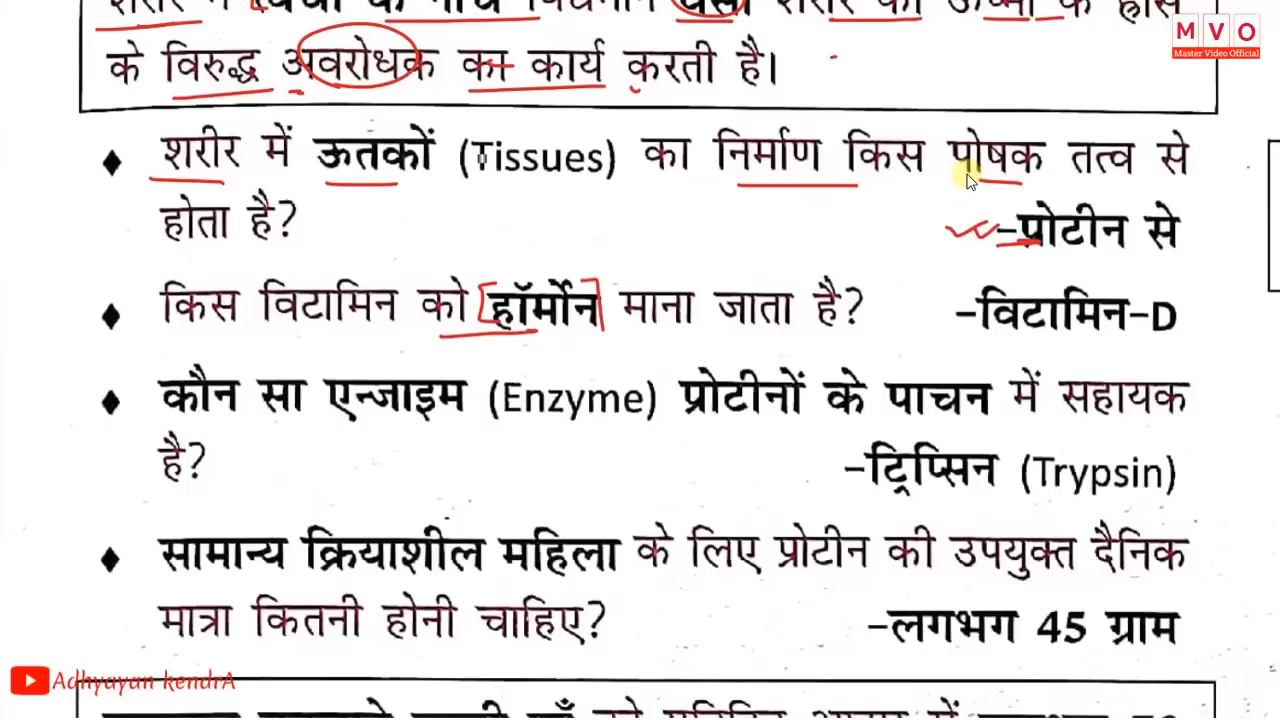 के विरुद्ध अवरोधक का कार्य करती है।
M V O
Master Video Official
♦ शरीर में ऊतकों (Tissues) का निर्माण किस पोषक तत्व से
होता है? -प्रोटीन से
♦ किस विटामिन को हॉर्मोन माना जाता है? -विटामिन-D
♦ कौन सा एन्जाइम (Enzyme) प्रोटीनों के पाचन में सहायक
है? -ट्रिप्सिन (Trypsin)
♦ सामान्य क्रियाशील महिला के लिए प्रोटीन की उपयुक्त दैनिक
मात्रा कितनी होनी चाहिए? -लगभग 45 ग्राम
Adhyayan kendrA